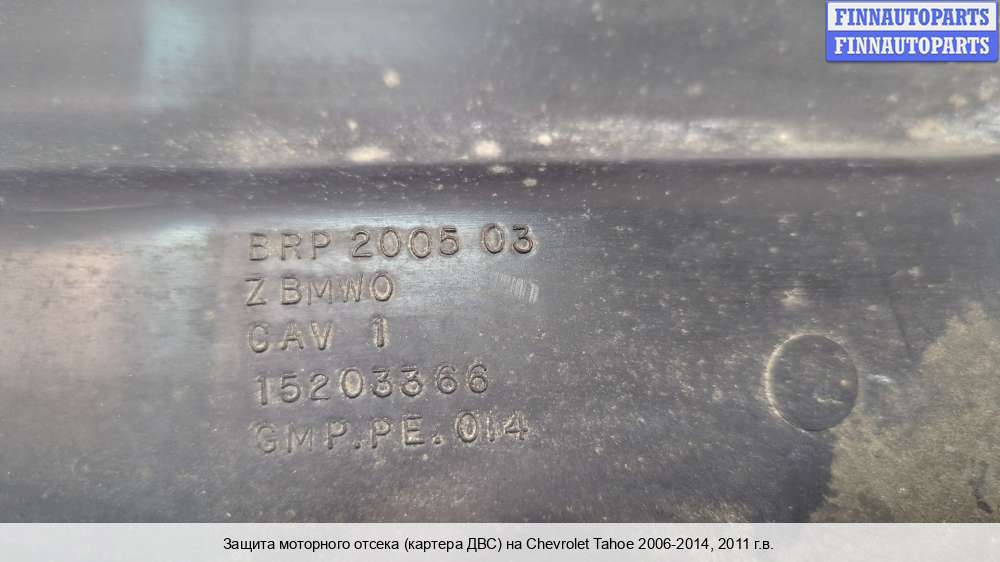 FINNAUTOPARTS
FINNAUTOPARTS
BRP 2005 03
Z BMWO
CAV 1
15203366
GMP.PE.014
Защита моторного отсека (картера ДВС) на Chevrolet Tahoe 2006-2014, 2011 г.в.